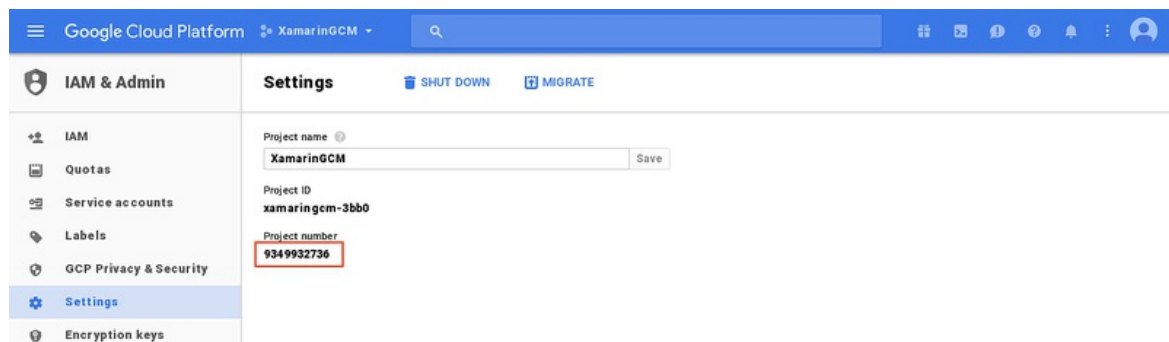 Google Cloud Platform XamarinGCM
IAM & Admin
Settings
SHUT DOWN
MIGRATE
IAM
Quotas
Service accounts
Labels
GCP Privacy & Security
Settings
Encryption keys
Project name
XamarinGCM
Save
Project ID
xamaringcm-3bb0
Project number
9349932736